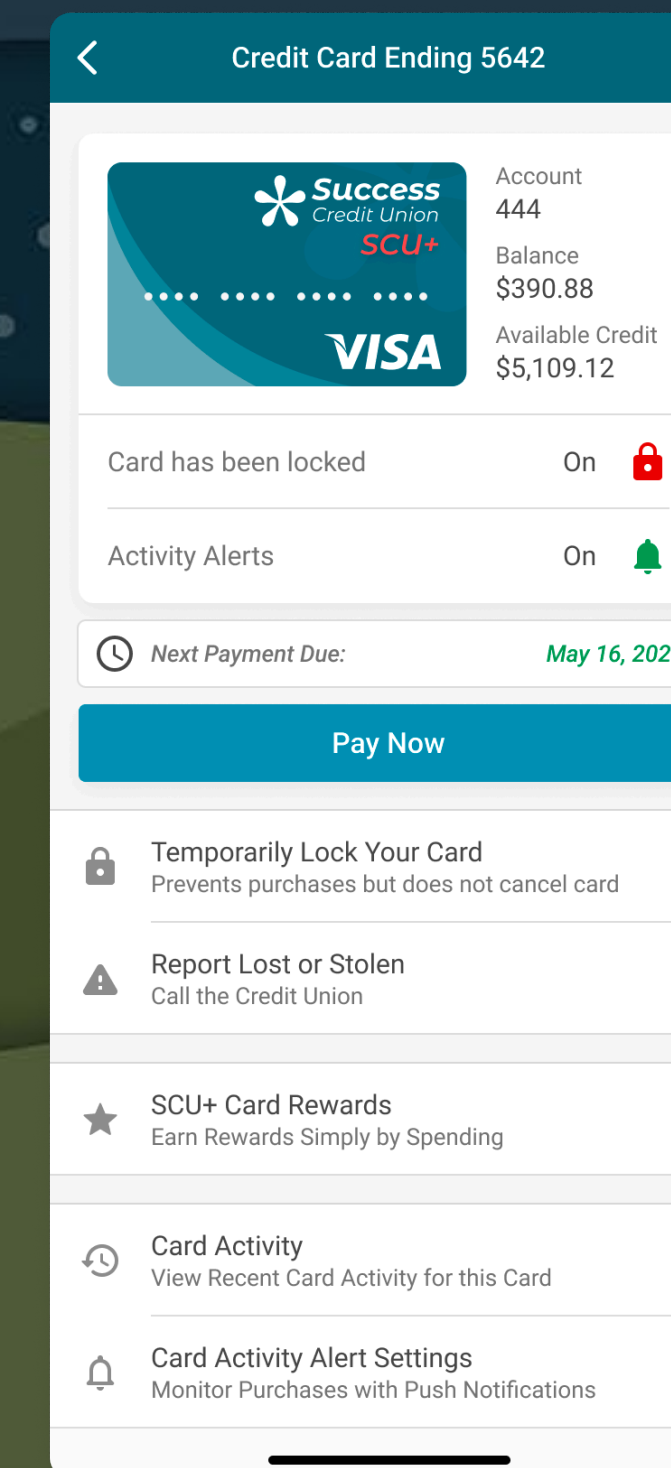 Credit Card Ending 5642
Success
Credit Union
SCU+
VISA
Account
444
Balance
$390.88
Available Credit
$5,109.12
Card has been locked On
Activity Alerts On
Next Payment Due: May 16, 202
Pay Now
Temporarily Lock Your Card
Prevents purchases but does not cancel card
Report Lost or Stolen
Call the Credit Union
SCU+ Card Rewards
Earn Rewards Simply by Spending
Card Activity
View Recent Card Activity for this Card
Card Activity Alert Settings
Monitor Purchases with Push Notifications